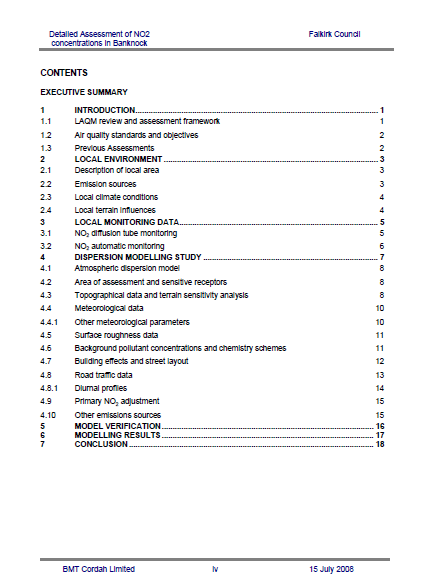 Detailed Assessment of NO2 Falkirk Council
concentrations in Banknock
CONTENTS
EXECUTIVE SUMMARY
1 INTRODUCTION 1
1.1 LAQM review and assessment framework 1
1.2 Air quality standards and objectives 2
1.3 Previous Assessments 2
2 LOCAL ENVIRONMENT 3
2.1 Description of local area 3
2.2 Emission sources 3
2.3 Local climate conditions 4
2.4 Local terrain influences 4
3 LOCAL MONITORING DATA 5
3.1 NO₂ diffusion tube monitoring 5
3.2 NO₂ automatic monitoring 6
4 DISPERSION MODELLING STUDY 7
4.1 Atmospheric dispersion model 8
4.2 Area of assessment and sensitive receptors 8
4.3 Topographical data and terrain sensitivity analysis 8
4.4 Meteorological data 10
4.4.1 Other meteorological parameters 10
4.5 Surface roughness data 11
4.6 Background pollutant concentrations and chemistry schemes 11
4.7 Building effects and street layout 12
4.8 Road traffic data 13
4.8.1 Diurnal profiles 14
4.9 Primary NO₂ adjustment 15
4.10 Other emissions sources 15
5 MODEL VERIFICATION 16
6 MODELLING RESULTS 17
7 CONCLUSION 18
BMT Cordah Limited iv 15 July 2008